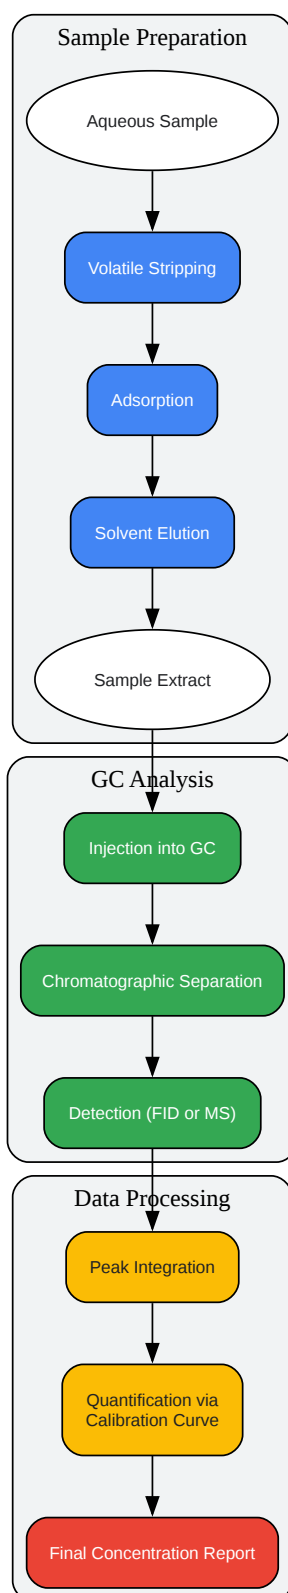 Sample Preparation
Aqueous Sample
Volatile Stripping
Adsorption
Solvent Elution
Sample Extract
GC Analysis
Injection into GC
Chromatographic Separation
Detection (FID or MS)
Data Processing
Peak Integration
Quantification via
Calibration Curve
Final Concentration Report